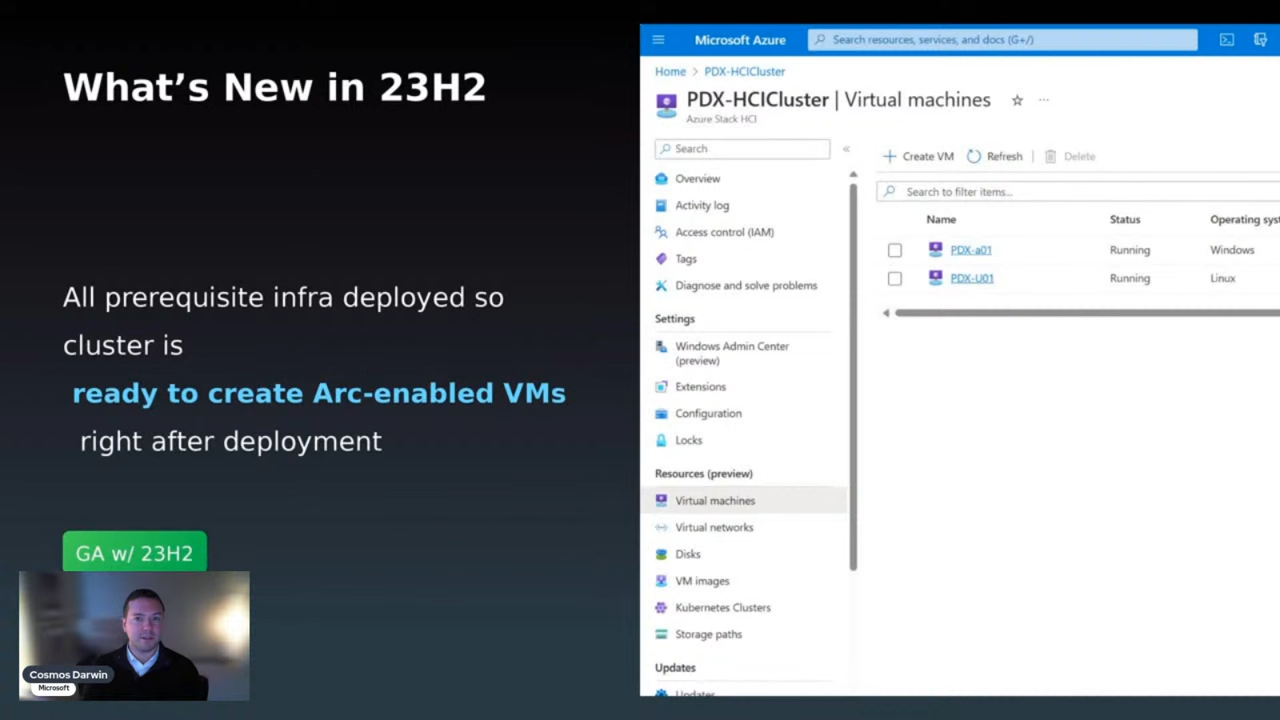 What's New in 23H2
All prerequisite infra deployed so
cluster is
ready to create Arc-enabled VMs
right after deployment
GA w/ 23H2
Cosmos Darwin
Microsoft
Microsoft Azure
Search resources, services, and docs (G+/)
Home > PDX-HCICluster
PDX-HCICluster | Virtual machines
Azure Stack HCI
Search
Overview
Activity log
Access control (IAM)
Tags
Diagnose and solve problems
Settings
Windows Admin Center
(preview)
Extensions
Configuration
Locks
Resources (preview)
Virtual machines
Virtual networks
Disks
VM images
Kubernetes Clusters
Storage paths
Updates
Updates
Create VM Refresh Delete
Search to filter items...
Name Status Operating syst
PDX-a01 Running Windows
PDX-U01 Running Linux